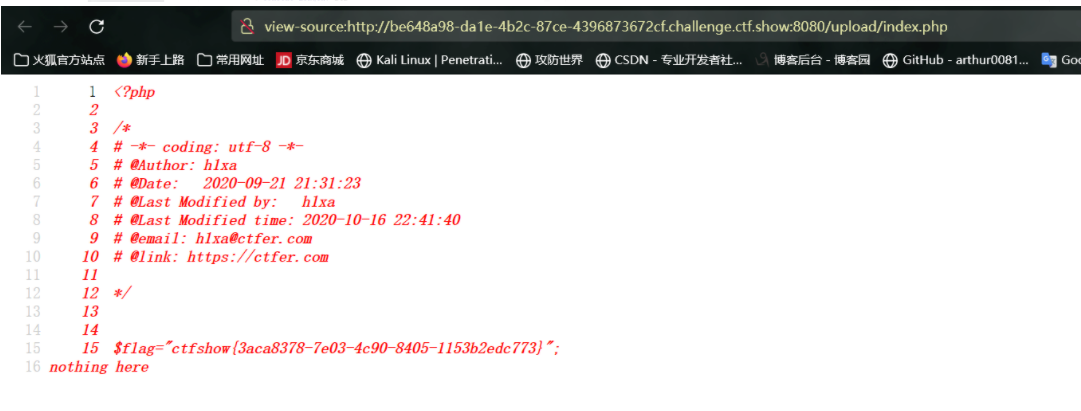 view-source:http://be648a98-da1e-4b2c-87ce-4396873672cf.challenge.ctf.show:8080/upload/index.php
火狐官方站点 新手上路 常用网址 JD 京东商城 Kali Linux | Penetrati... 攻防世界 CSDN - 专业开发者社... 博客后台 - 博客园 GitHub - arthur0081... Goo
1 1 <?php
2 2
3 3 /*
4 4 # -*- coding: utf-8 -*-
5 5 # @Author: h1xa
6 6 # @Date:   2020-09-21 21:31:23
7 7 # @Last Modified by:   h1xa
8 8 # @Last Modified time: 2020-10-16 22:41:40
9 9 # @email: h1xa@ctfer.com
10 10 # @link: https://ctfer.com
11 11
12 12 */
13 13
14 14
15 15 $flag="ctfshow{3aca8378-7e03-4c90-8405-1153b2edc773}";
16 nothing here